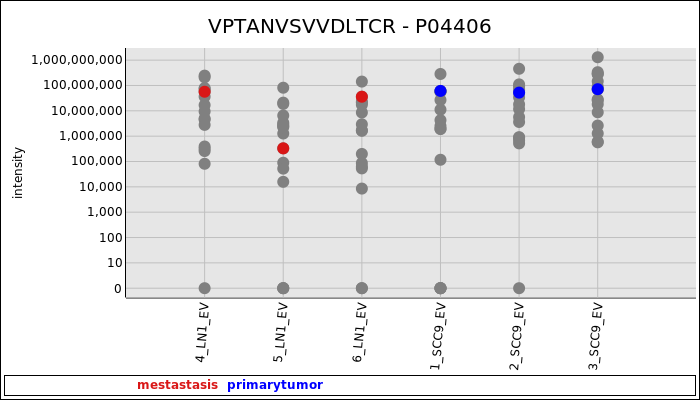 VPTANVSVVDLTCR - P04406
1,000,000,000
100,000,000
10,000,000
1,000,000
100,000
10,000
1,000
100
10
0
intensity
4_LN1_EV
5_LN1_EV
6_LN1_EV
1_SCC9_EV
2_SCC9_EV
3_SCC9_EV
mestastasis primarytumor